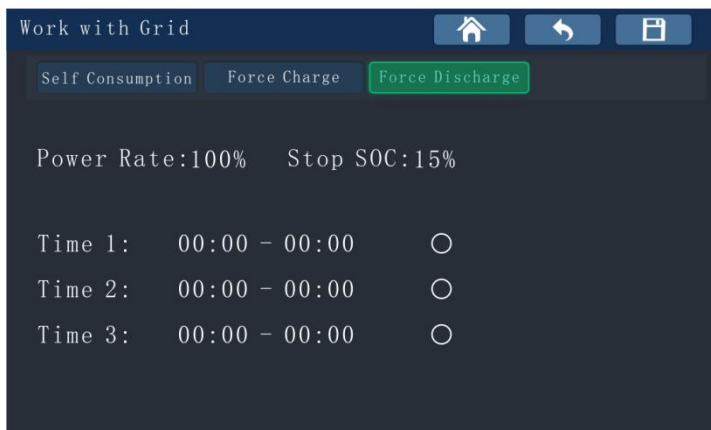 Work with Grid
Self Consumption Force Charge Force Discharge
Power Rate:100% Stop SOC:15%
Time 1: 00:00 - 00:00
Time 2: 00:00 - 00:00
Time 3: 00:00 - 00:00